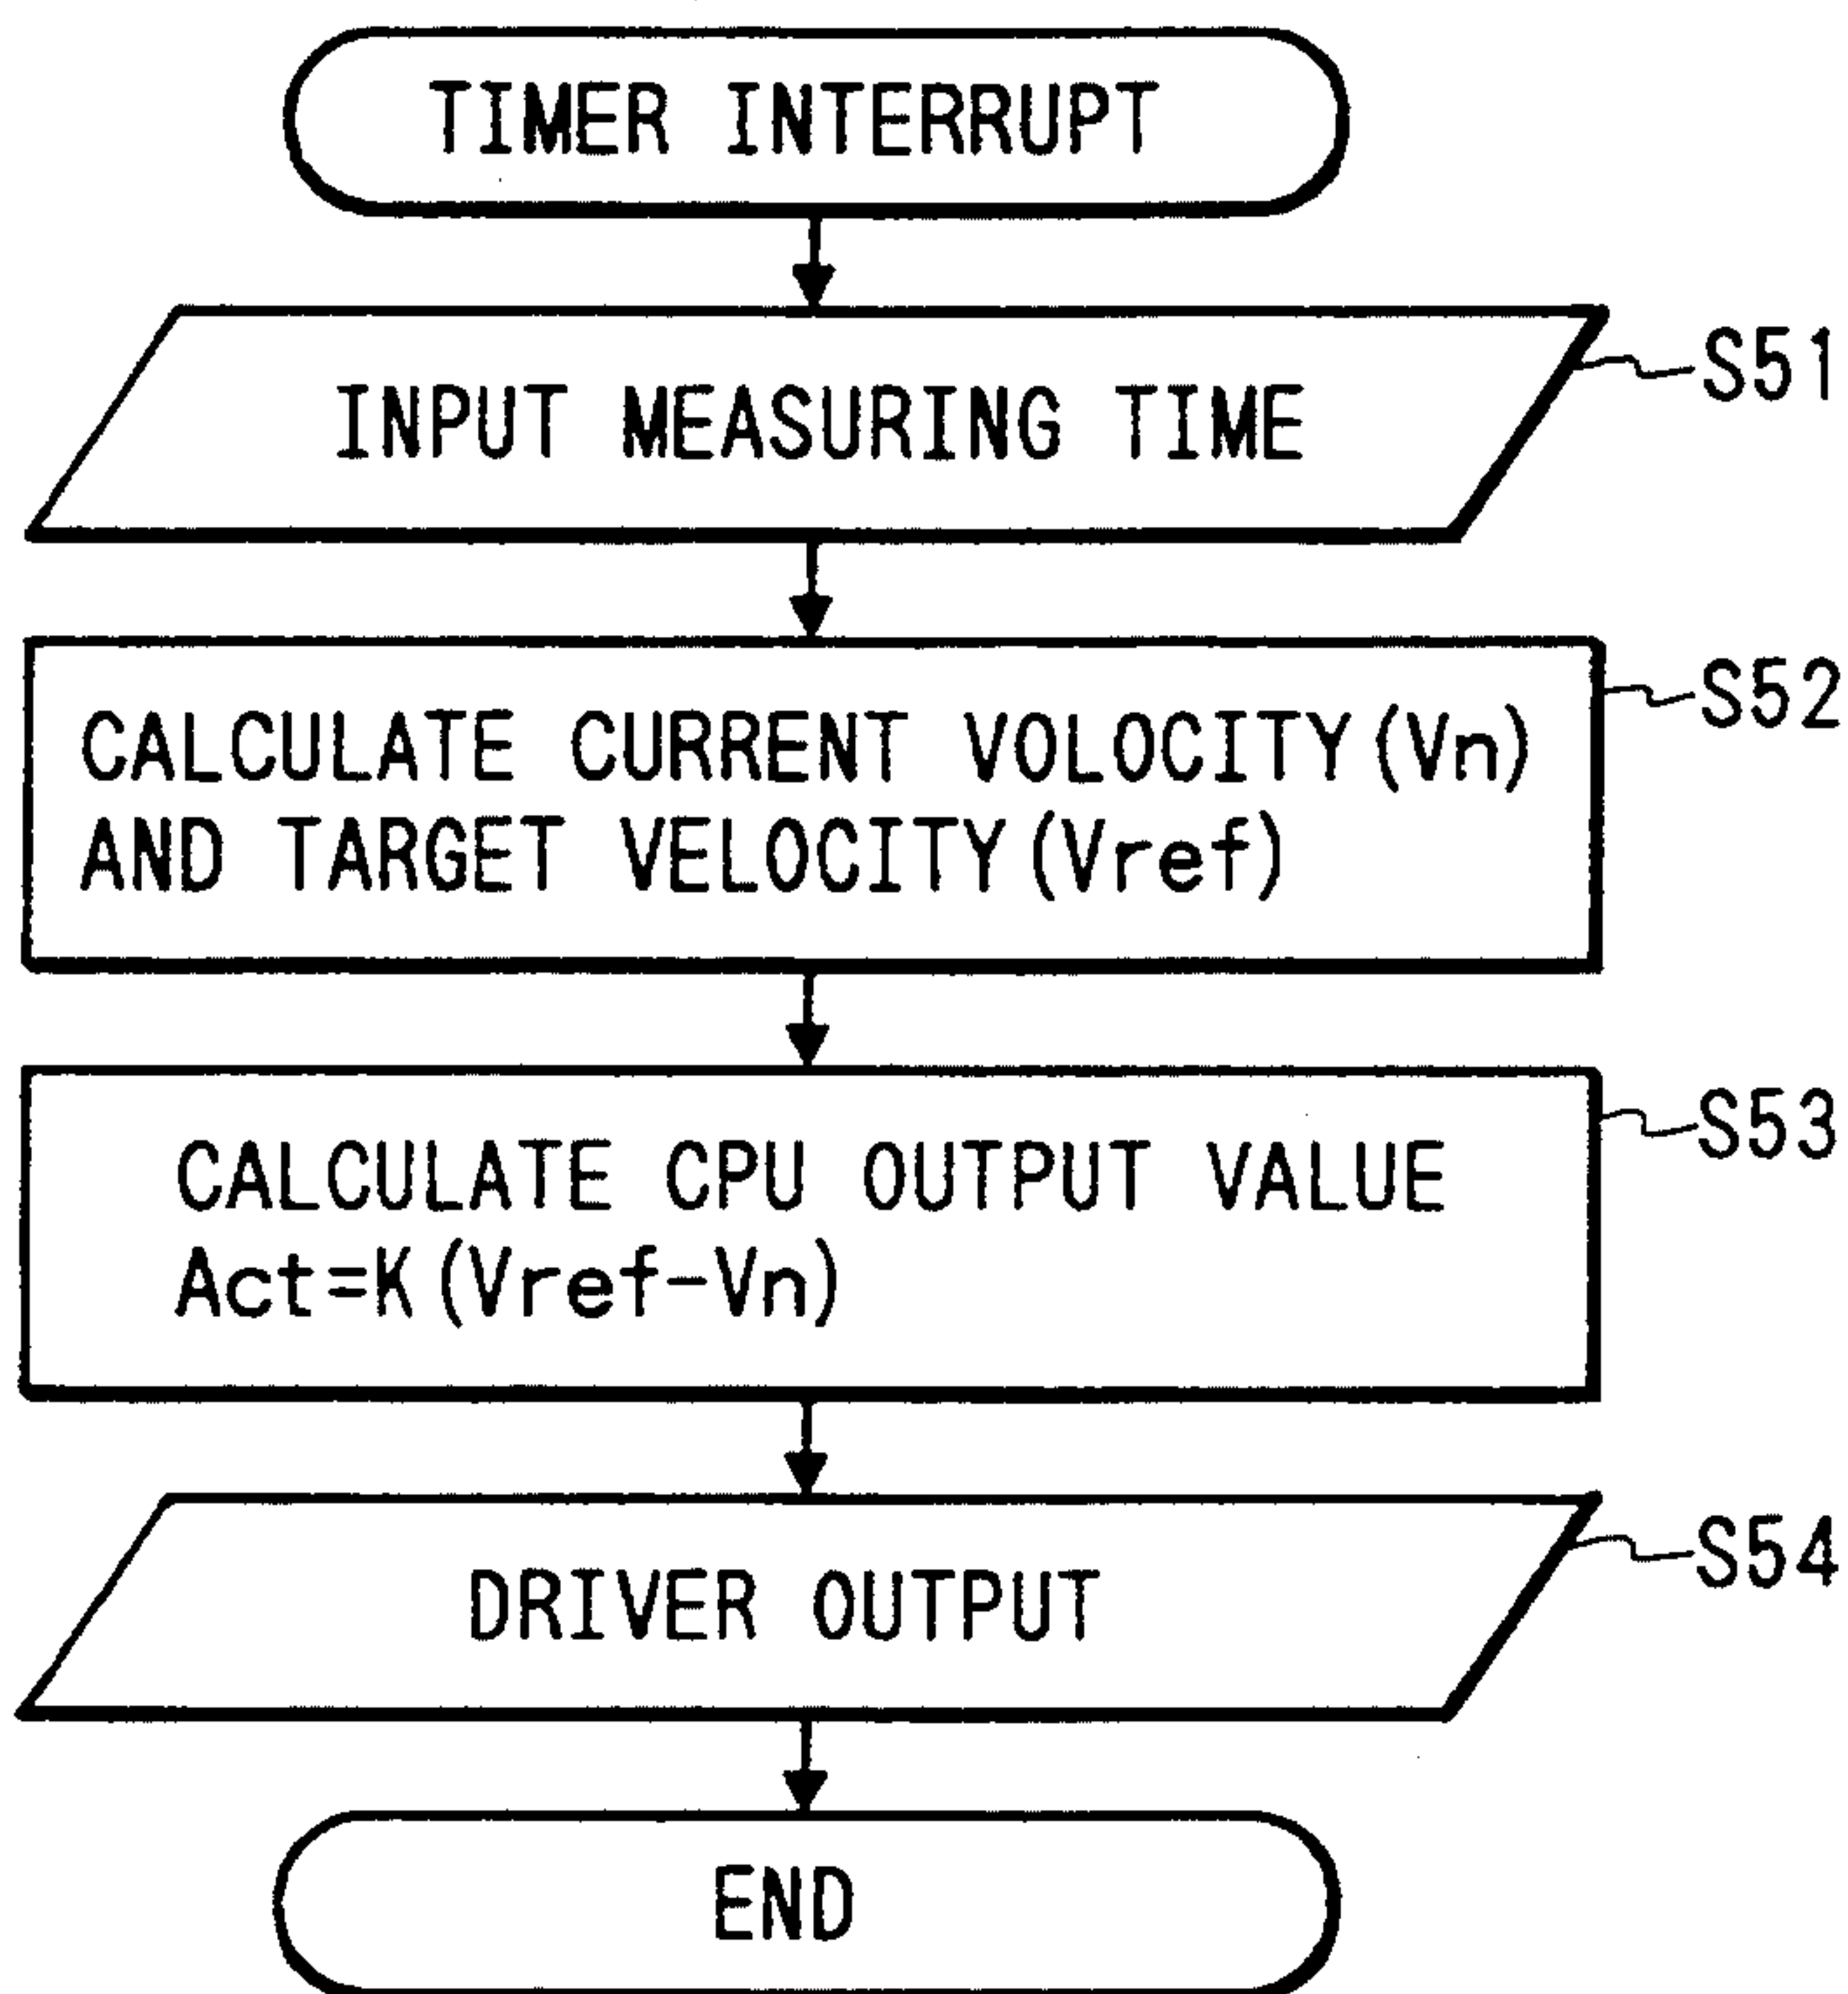 TIMER INTERRUPT
INPUT MEASURING TIME
S51
CALCULATE CURRENT VOLOCITY(Vn)
AND TARGET VELOCITY(Vref)
S52
CALCULATE CPU OUTPUT VALUE
Act=K(Vref-Vn)
S53
DRIVER OUTPUT
S54
END